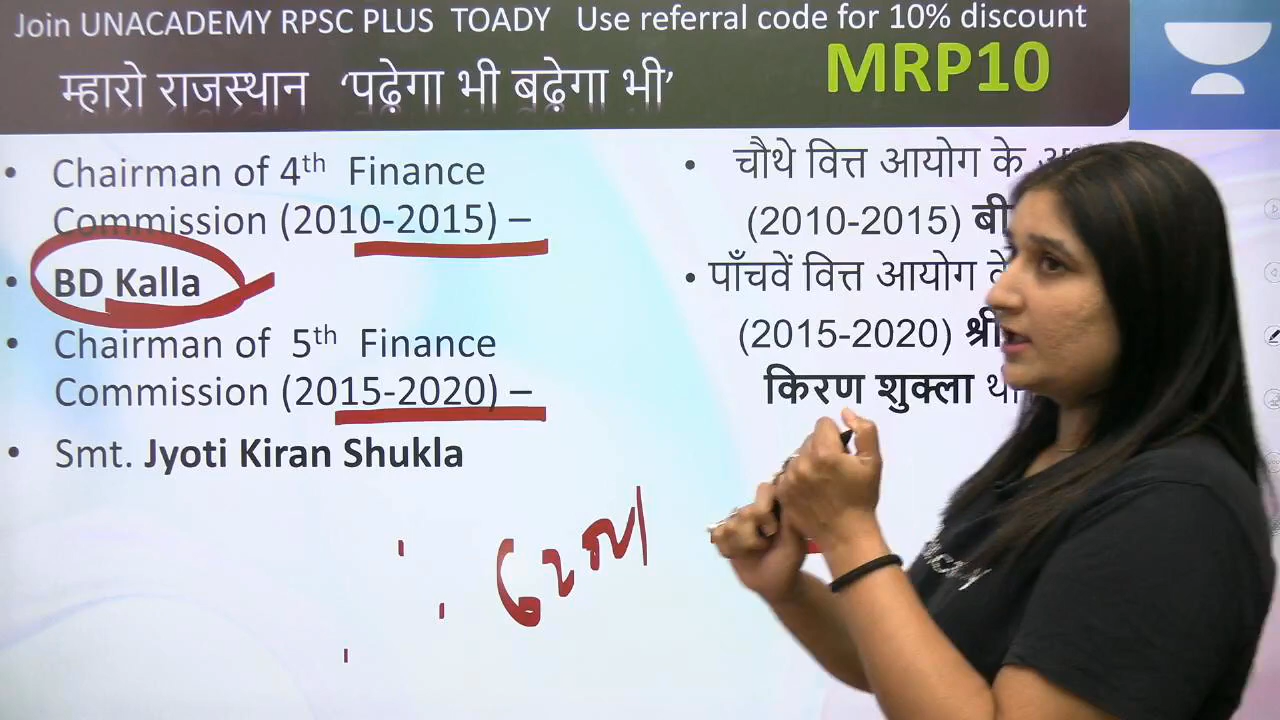 Join UNACADEMY RPSC PLUS TOADY Use referral code for 10% discount
म्हारो राजस्थान 'पढ़ेगा भी बढ़ेगा भी'
MRP10
• Chairman of 4th Finance
Commission (2010-2015) –
• BD Kalla
• Chairman of 5th Finance
Commission (2015-2020) –
• Smt. Jyoti Kiran Shukla
• चौथे वित्त आयोग के
(2010-2015)
• पाँचवें वित्त आयोग
(2015-2020)
किरण शुक्ला